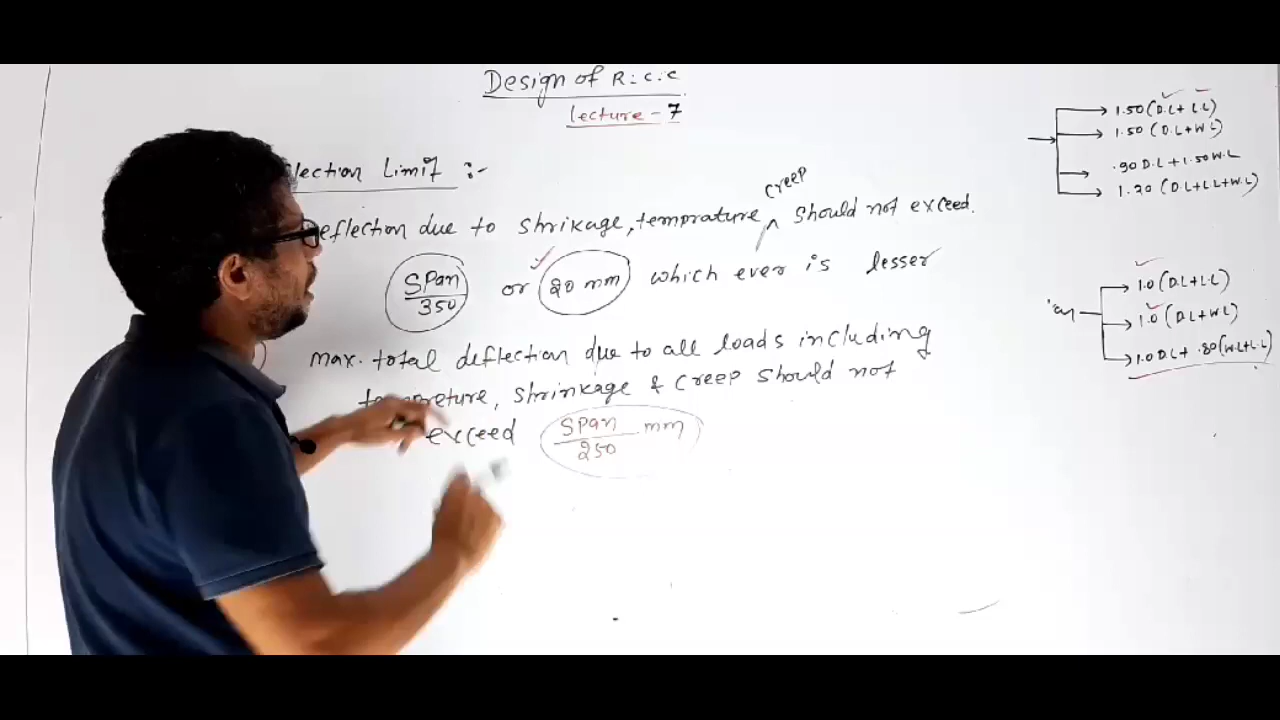 Design of R.C.C
lecture - 7
lection Limit :-
eflection due to shrikage, temprature creep should not exceed.
Span/350 or 20 mm which ever is lesser
max. total deflection due to all loads including
temprature, shrinkage & creep should not
exceed Span/250 mm
1.50 (D.L + L.L)
1.50 (D.L + W.L)
.90 D.L + 1.50 W.L
1.20 (D.L + L.L + W.L)
1.0 (D.L + L.L)
1.0 (D.L + W.L)
1.0 D.L + .80 (W.L + L.L)